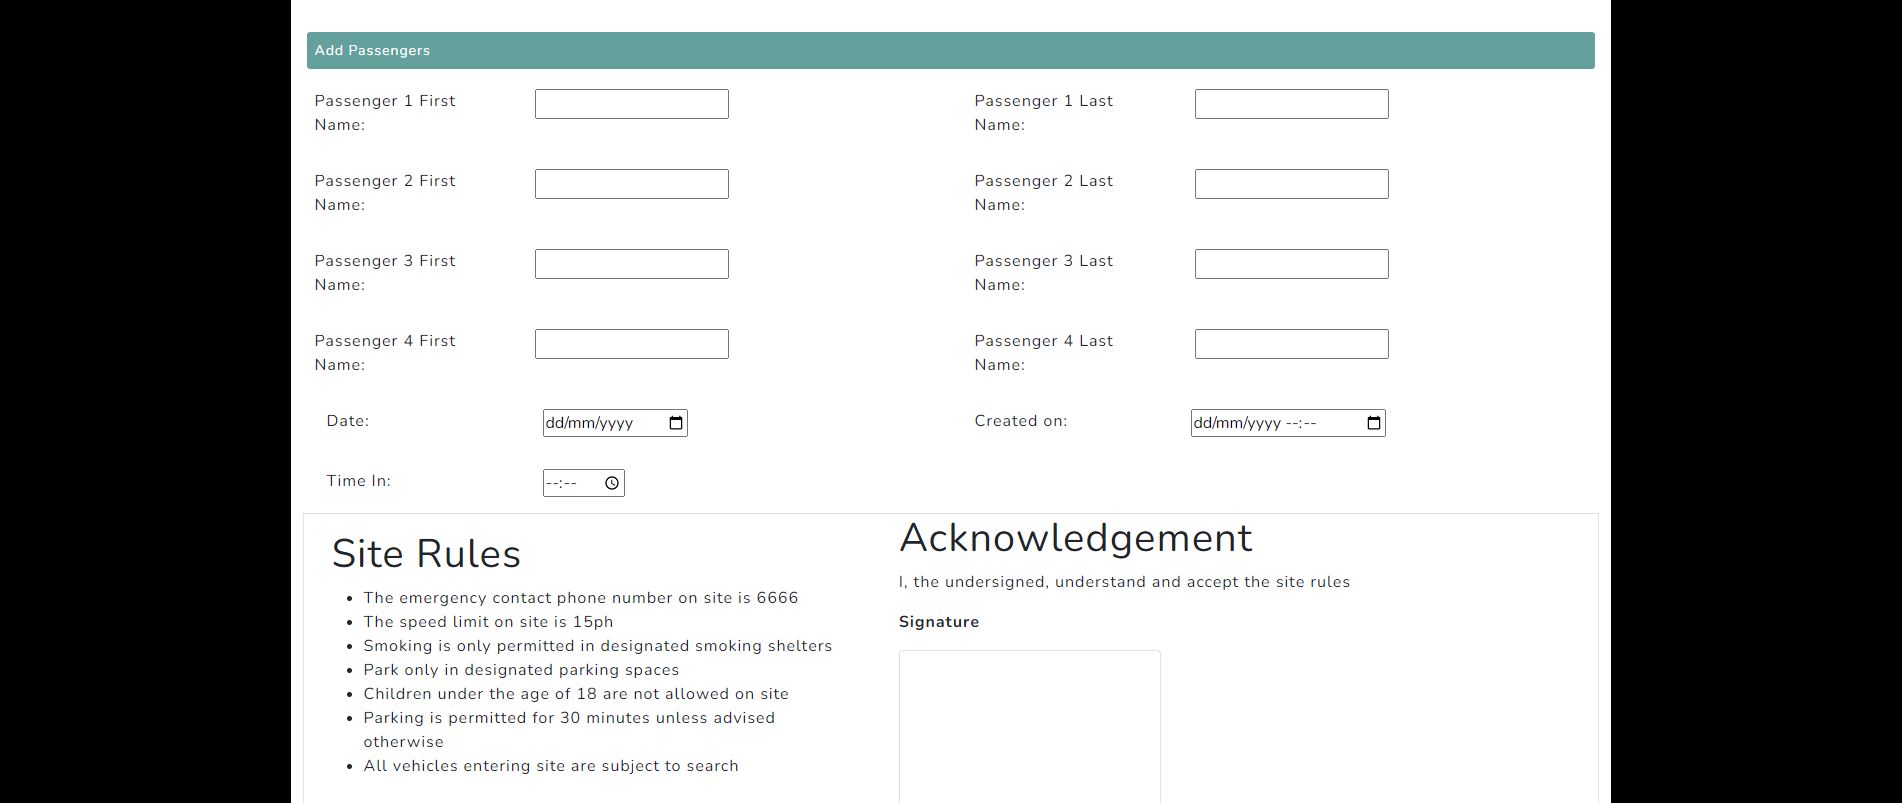 Add Passengers
Passenger 1 First
Name:
Passenger 1 Last
Name:
Passenger 2 First
Name:
Passenger 2 Last
Name:
Passenger 3 First
Name:
Passenger 3 Last
Name:
Passenger 4 First
Name:
Passenger 4 Last
Name:
Date:
dd/mm/yyyy
Created on:
dd/mm/yyyy --:--
Time In:
--:--
Site Rules
• The emergency contact phone number on site is 6666
• The speed limit on site is 15ph
• Smoking is only permitted in designated smoking shelters
• Park only in designated parking spaces
• Children under the age of 18 are not allowed on site
• Parking is permitted for 30 minutes unless advised
otherwise
• All vehicles entering site are subject to search
Acknowledgement
I, the undersigned, understand and accept the site rules
Signature